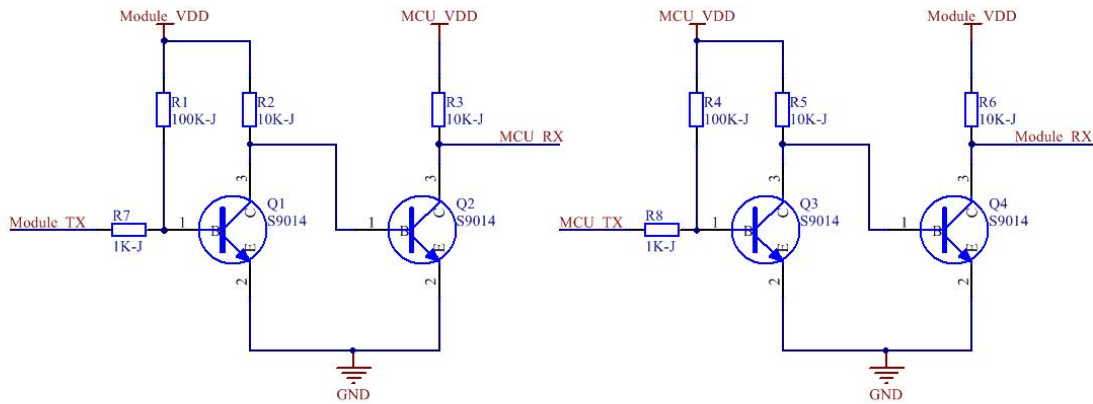 Module_VDD
MCU_VDD
MCU_VDD
Module_VDD
R1
100K-J
R2
10K-J
R3
10K-J
R4
100K-J
R5
10K-J
R6
10K-J
MCU_RX
Module_RX
3
3
3
3
Module_TX
R7
1K-J
1
B
C
E
Q1
S9014
1
B
C
E
Q2
S9014
MCU_TX
R8
1K-J
1
B
C
E
Q3
S9014
1
B
C
E
Q4
S9014
2
2
2
2
GND
GND